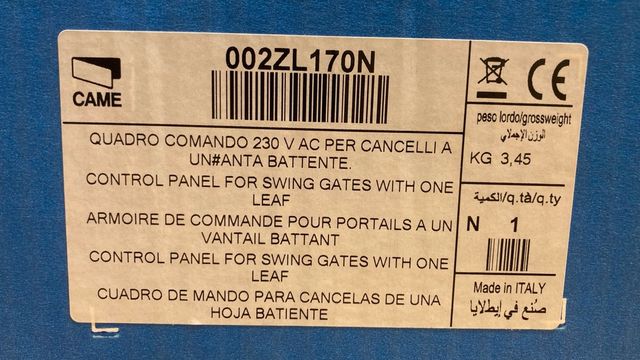 CAME
002ZL170N
QUADRO COMANDO 230 V AC PER CANCELLI A
UN#ANTA BATTENTE.
CONTROL PANEL FOR SWING GATES WITH ONE
LEAF
ARMOIRE DE COMMANDE POUR PORTAILS A UN
VANTAIL BATTANT
CONTROL PANEL FOR SWING GATES WITH ONE
LEAF
CUADRO DE MANDO PARA CANCELAS DE UNA
HOJA BATIENTE
CE
peso lordo/grossweight
الوزن الإجمالي
KG 3,45
الكمية/q.tà/q.ty
N 1
Made in ITALY
صُنع في إيطاليا